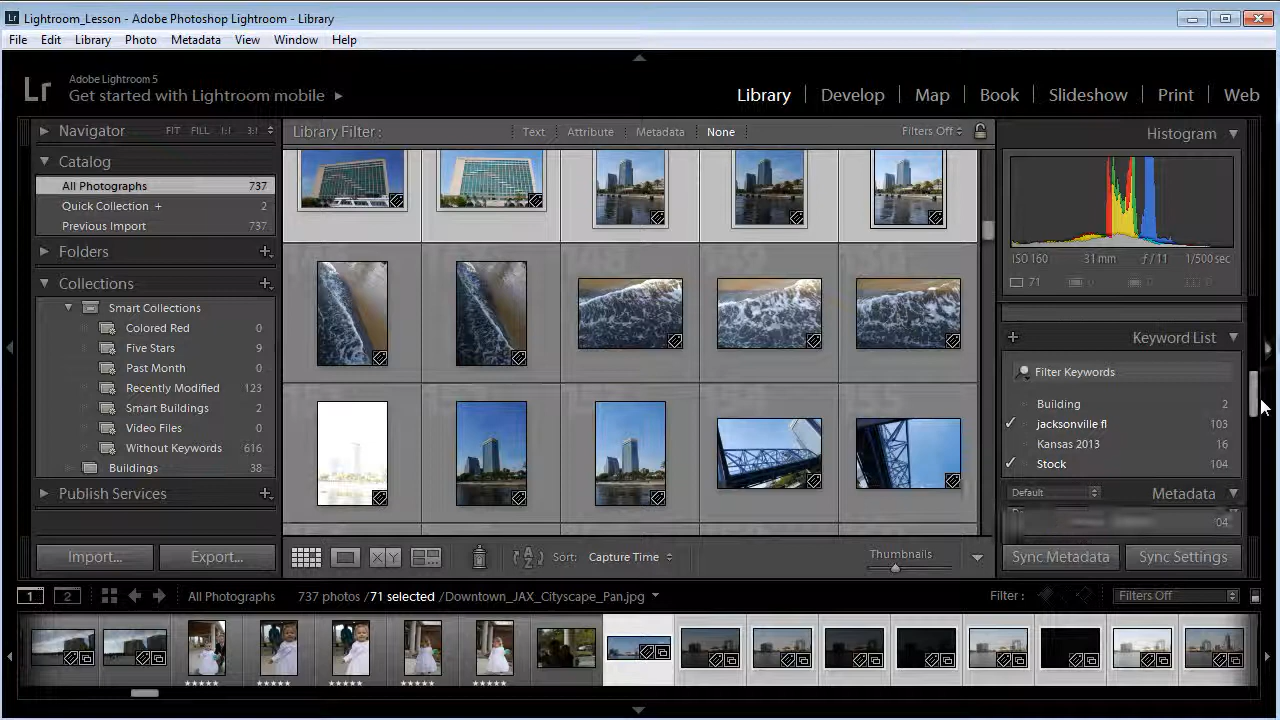 Lightroom_Lesson - Adobe Photoshop Lightroom - Library
File Edit Library Photo Metadata View Window Help
Lr
Adobe Lightroom 5
Get started with Lightroom mobile
Library | Develop | Map | Book | Slideshow | Print | Web
Navigator FIT FILL 1:1 3:1
Catalog
All Photographs 737
Quick Collection + 2
Previous Import 737
Folders
Collections
Smart Collections
Colored Red 0
Five Stars 9
Past Month 0
Recently Modified 123
Smart Buildings 2
Video Files 0
Without Keywords 616
Buildings 38
Publish Services
Import... Export...
Library Filter : Text Attribute Metadata None Filters Off
Sort: Capture Time Thumbnails
Histogram
ISO 160 31 mm ƒ / 11 1/500 sec
71
Keyword List
Filter Keywords
Building 2
jacksonville fl 103
Kansas 2013 16
Stock 104
Default Metadata
04
Sync Metadata Sync Settings
1 2 All Photographs 737 photos / 71 selected / Downtown_JAX_Cityscape_Pan.jpg Filter : Filters Off